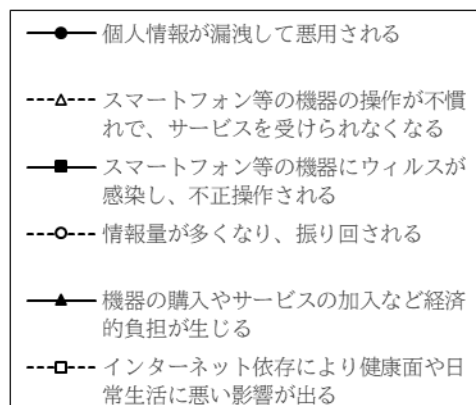 個人情報が漏洩して悪用される
スマートフォン等の機器の操作が不慣
れで、サービスを受けられなくなる
スマートフォン等の機器にウィルスが
感染し、不正操作される
情報量が多くなり、振り回される
機器の購入やサービスの加入など経済
的負担が生じる
インターネット依存により健康面や日
常生活に悪い影響が出る